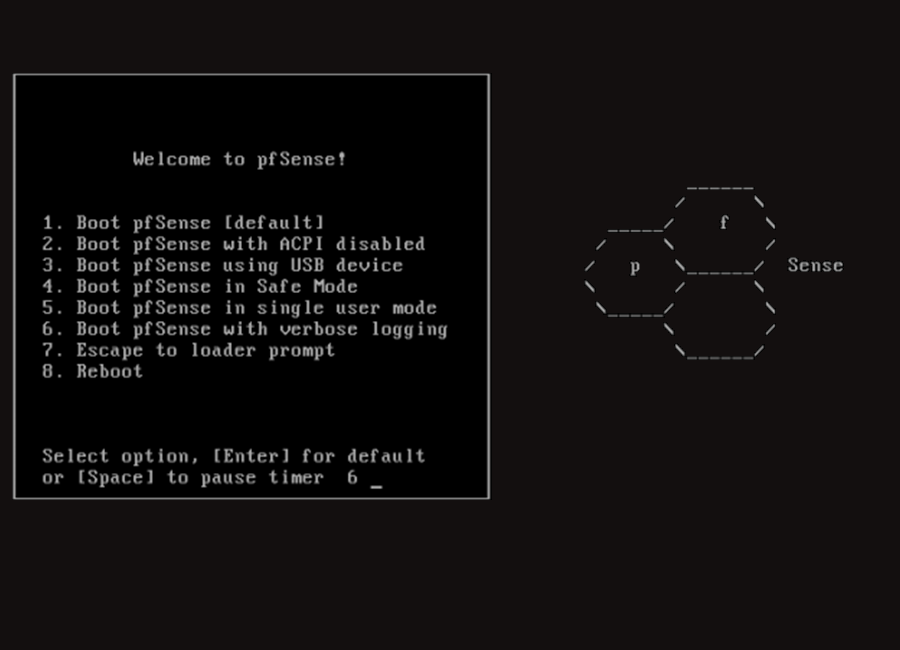 Welcome to pfSense!
1. Boot pfSense [default]
2. Boot pfSense with ACPI disabled
3. Boot pfSense using USB device
4. Boot pfSense in Safe Mode
5. Boot pfSense in single user mode
6. Boot pfSense with verbose logging
7. Escape to loader prompt
8. Reboot
Select option, [Enter] for default
or [Space] to pause timer 6 _
f
p
Sense